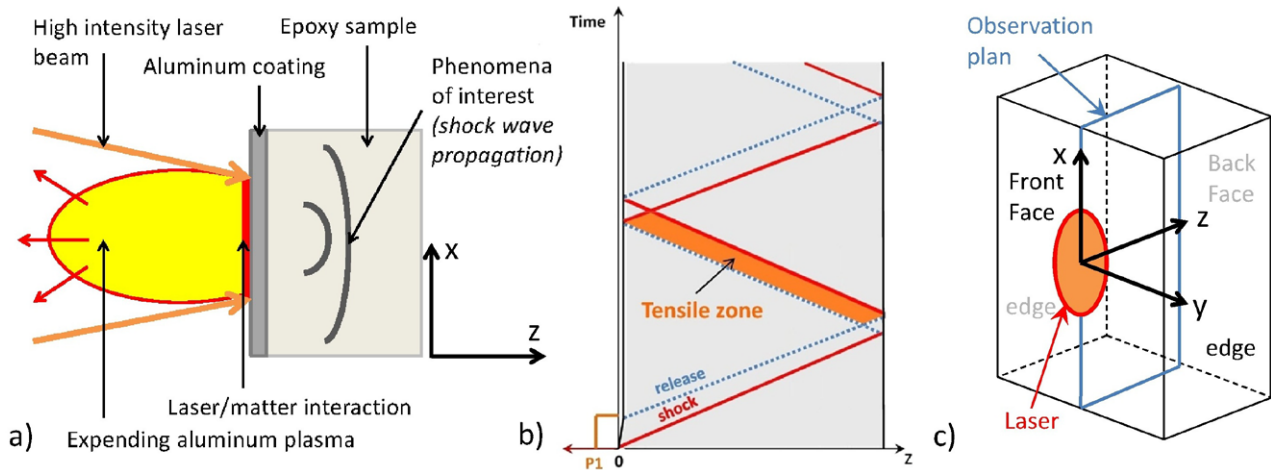 High intensity laser
beam
Epoxy sample
Aluminum coating
Phenomena
of interest
(shock wave
propagation)
x
z
Laser/matter interaction
a)
Expending aluminum plasma
Time
Tensile zone
release
shock
b)
P1
0
z
Observation
plan
x
Front
Face
Back
Face
z
edge
y
edge
Laser
c)